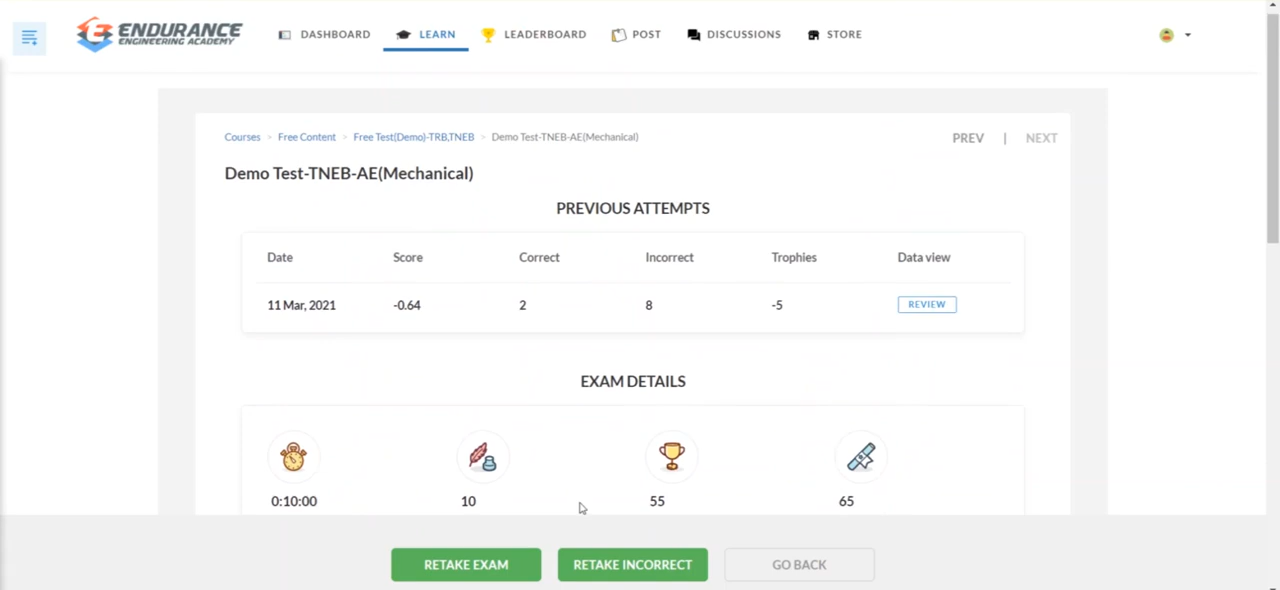 ENDURANCE
ENGINEERING ACADEMY
DASHBOARD LEARN LEADERBOARD POST DISCUSSIONS STORE
Courses > Free Content > Free Test(Demo)-TRB,TNEB > Demo Test-TNEB-AE(Mechanical) PREV | NEXT
Demo Test-TNEB-AE(Mechanical)
PREVIOUS ATTEMPTS
Date Score Correct Incorrect Trophies Data view
11 Mar, 2021 -0.64 2 8 -5 REVIEW
EXAM DETAILS
0:10:00 10 55 65
RETAKE EXAM RETAKE INCORRECT GO BACK